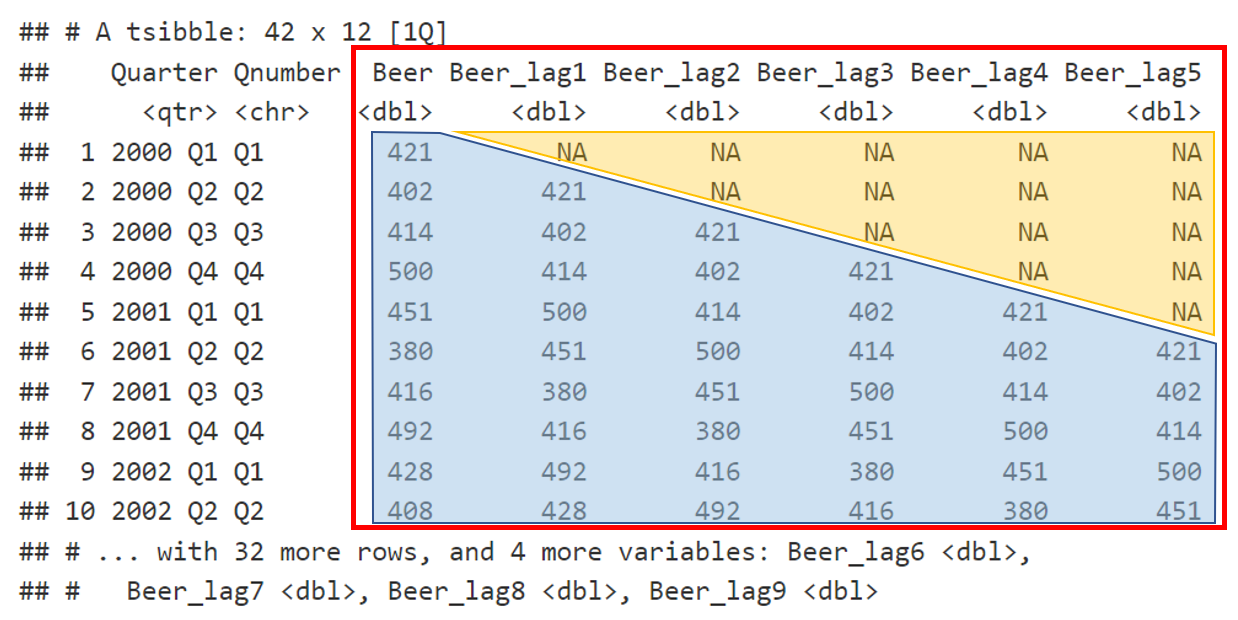 ## # A tsibble: 42 x 12 [1Q]
##    Quarter Qnumber  Beer Beer_lag1 Beer_lag2 Beer_lag3 Beer_lag4 Beer_lag5
##      <qtr> <chr>   <dbl>     <dbl>     <dbl>     <dbl>     <dbl>     <dbl>
##  1 2000 Q1 Q1        421        NA        NA        NA        NA        NA
##  2 2000 Q2 Q2        402       421        NA        NA        NA        NA
##  3 2000 Q3 Q3        414       402       421        NA        NA        NA
##  4 2000 Q4 Q4        500       414       402       421        NA        NA
##  5 2001 Q1 Q1        451       500       414       402       421        NA
##  6 2001 Q2 Q2        380       451       500       414       402       421
##  7 2001 Q3 Q3        416       380       451       500       414       402
##  8 2001 Q4 Q4        492       416       380       451       500       414
##  9 2002 Q1 Q1        428       492       416       380       451       500
## 10 2002 Q2 Q2        408       428       492       416       380       451
## # ... with 32 more rows, and 4 more variables: Beer_lag6 <dbl>,
## #   Beer_lag7 <dbl>, Beer_lag8 <dbl>, Beer_lag9 <dbl>